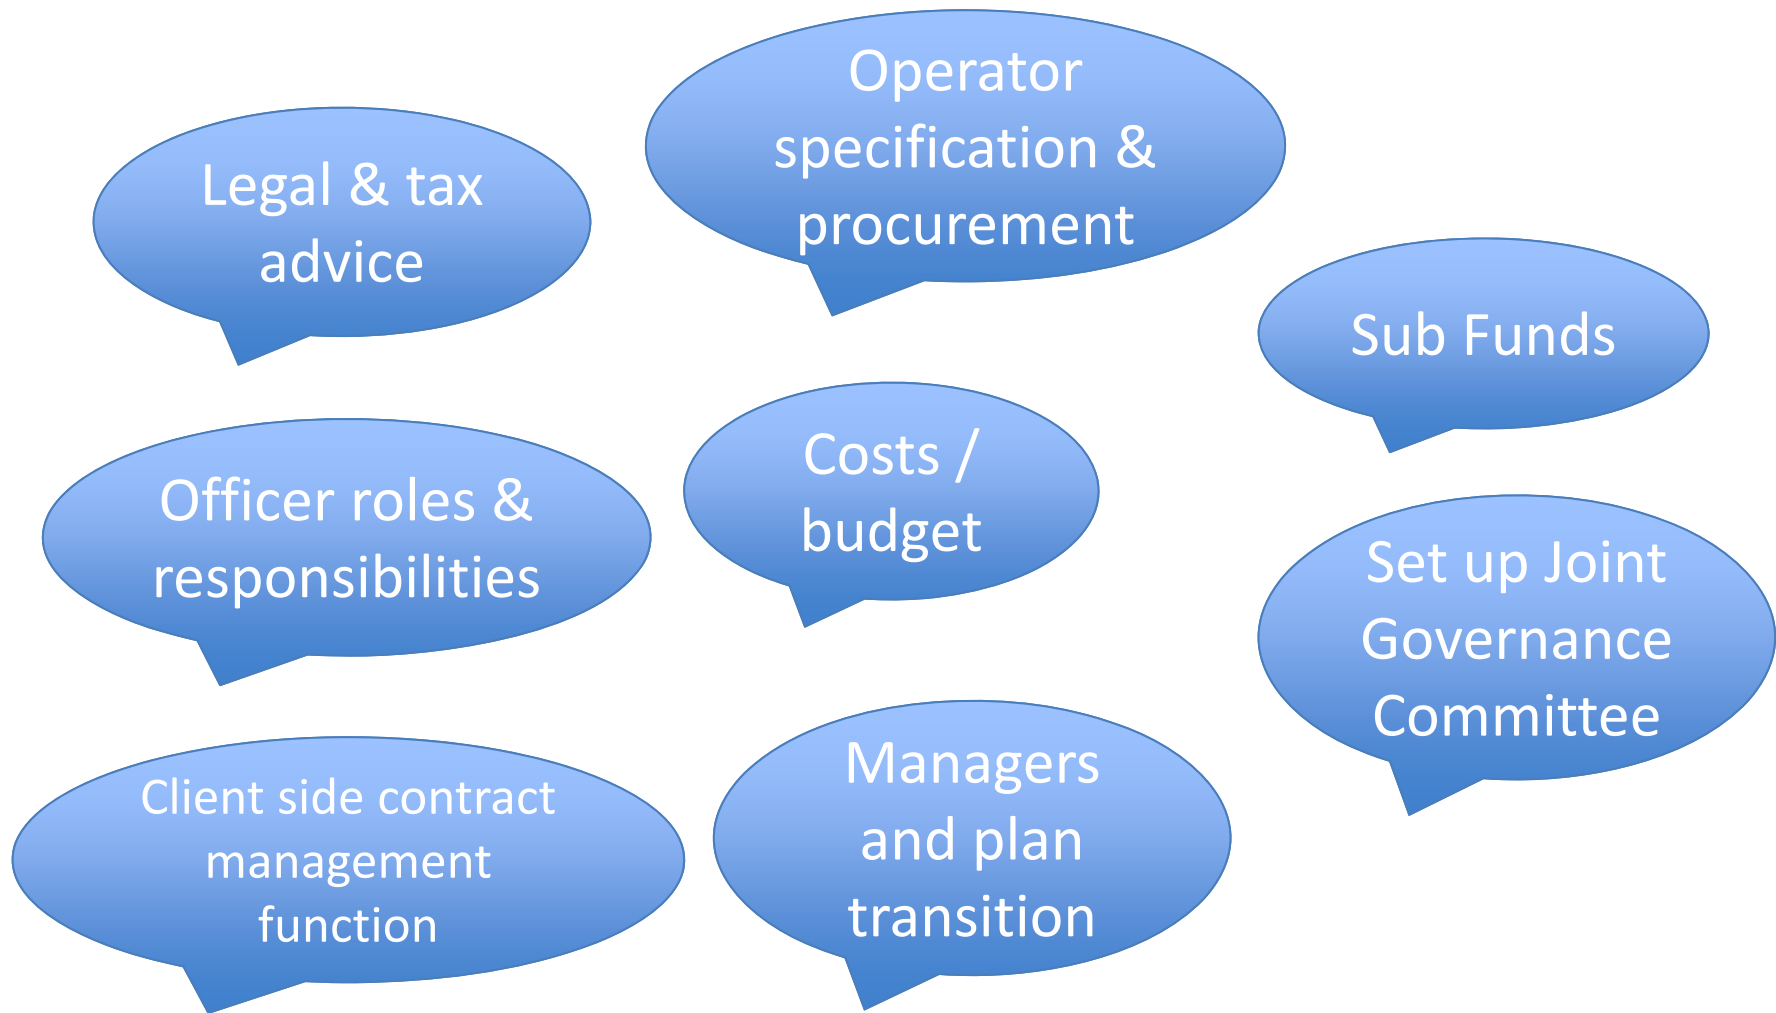 Legal & tax
advice
Operator
specification &
procurement
Sub Funds
Officer roles &
responsibilities
Costs /
budget
Set up Joint
Governance
Committee
Client side contract
management
function
Managers
and plan
transition